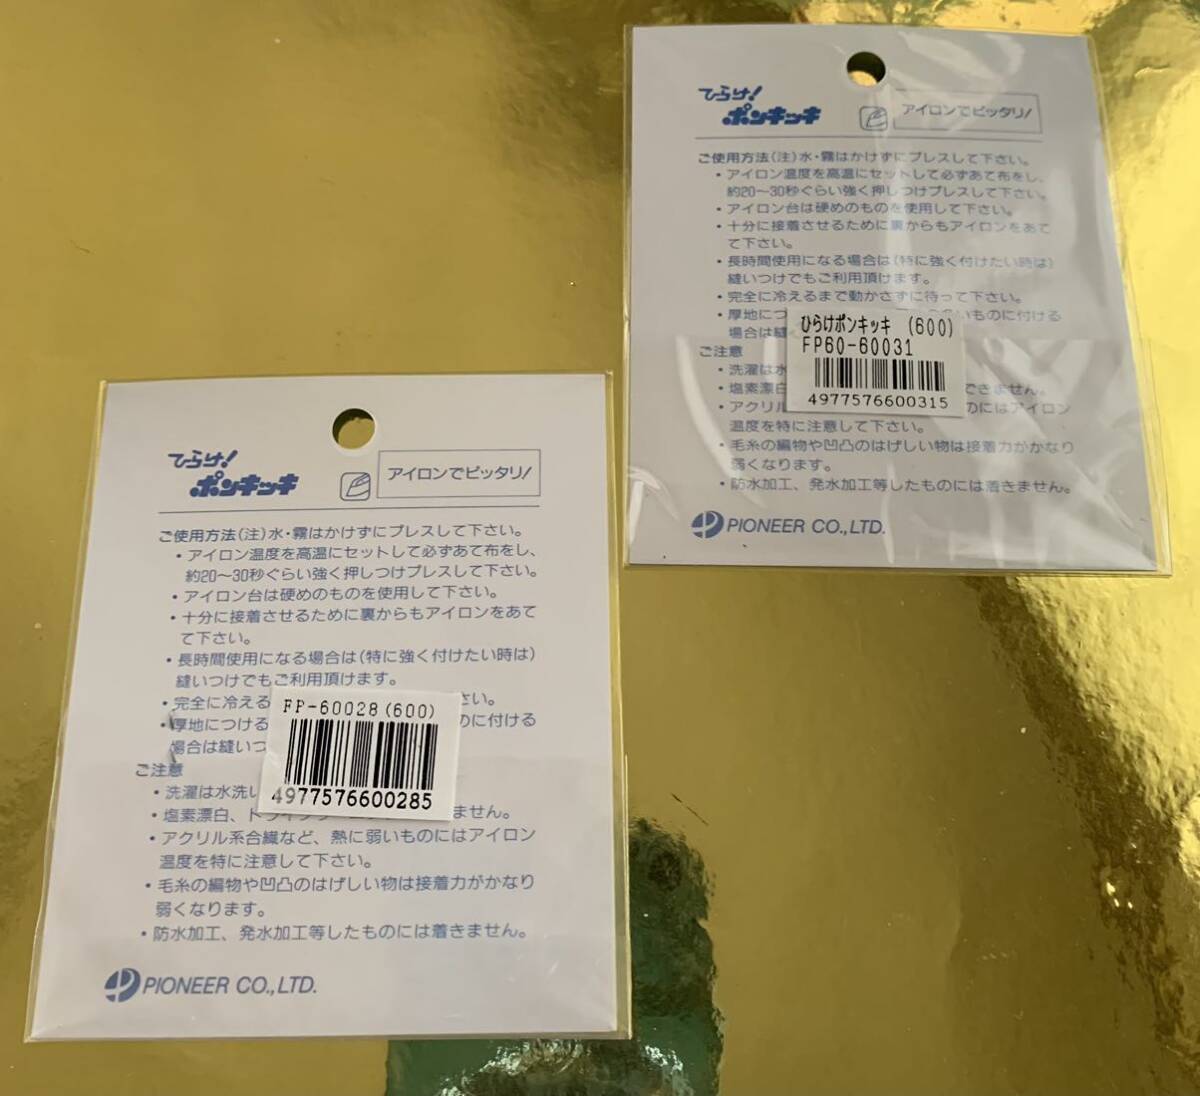 ひらけ!
ポンキッキ
アイロンでピッタリ!
ご使用方法(注)水・霧はかけずにプレスして下さい。
・アイロン温度を高温にセットして必ずあて布をし、
約20～30秒ぐらい強く押しつけプレスして下さい。
・アイロン台は硬めのものを使用して下さい。
・十分に接着させるために裏からもアイロンをあて
て下さい。
・長時間使用になる場合は(特に強く付けたい時は)
縫いつけでもご利用頂けます。
・完全に冷えるまで動かさずに待って下さい。
・厚地につ いものに付ける
場合は縫
ひらけポンキッキ (600)
FP60-60031
4977576600315
ご注意
・洗濯は水
・塩素漂白 できません。
・アクリル のにはアイロン
温度を特に注意して下さい。
・毛糸の編物や凹凸のはげしい物は接着力がかなり
弱くなります。
・防水加工、発水加工等したものには着きません。
PIONEER CO.,LTD.
ひらけ!
ポンキッキ
アイロンでピッタリ!
ご使用方法(注)水・霧はかけずにプレスして下さい。
・アイロン温度を高温にセットして必ずあて布をし、
約20～30秒ぐらい強く押しつけプレスして下さい。
・アイロン台は硬めのものを使用して下さい。
・十分に接着させるために裏からもアイロンをあて
て下さい。
・長時間使用になる場合は(特に強く付けたい時は)
縫いつけでもご利用頂けます。
・完全に冷える さい。
・厚地につける のに付ける
場合は縫いつ
FP-60028(600)
4977576600285
ご注意
・洗濯は水洗い
・塩素漂白、ドライクリ ません。
・アクリル系合繊など、熱に弱いものにはアイロン
温度を特に注意して下さい。
・毛糸の編物や凹凸のはげしい物は接着力がかなり
弱くなります。
・防水加工、発水加工等したものには着きません。
PIONEER CO.,LTD.